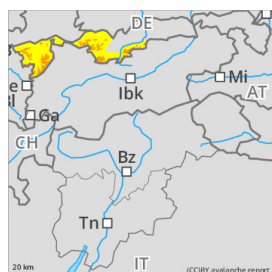 DE
Mi
AT
Ibk
Ga
CH
Bz
Tn
20 km
IT
(CC)BY avalanche.report